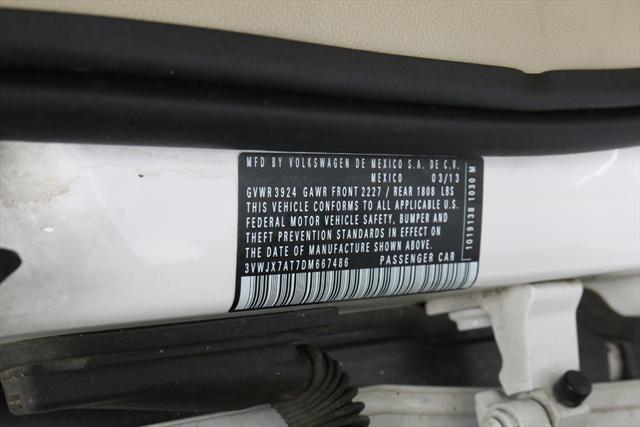 MFD BY VOLKSWAGEN DE MEXICO S.A. DE C.V.
MEXICO 03/13
GVWR 3924 GAWR FRONT 2227 / REAR 1808 LBS
THIS VEHICLE CONFORMS TO ALL APPLICABLE U.S.
FEDERAL MOTOR VEHICLE SAFETY, BUMPER AND
THEFT PREVENTION STANDARDS IN EFFECT ON
THE DATE OF MANUFACTURE SHOWN ABOVE.
3VWJX7AT7DM667486 PASSENGER CAR
1019138 1030 M